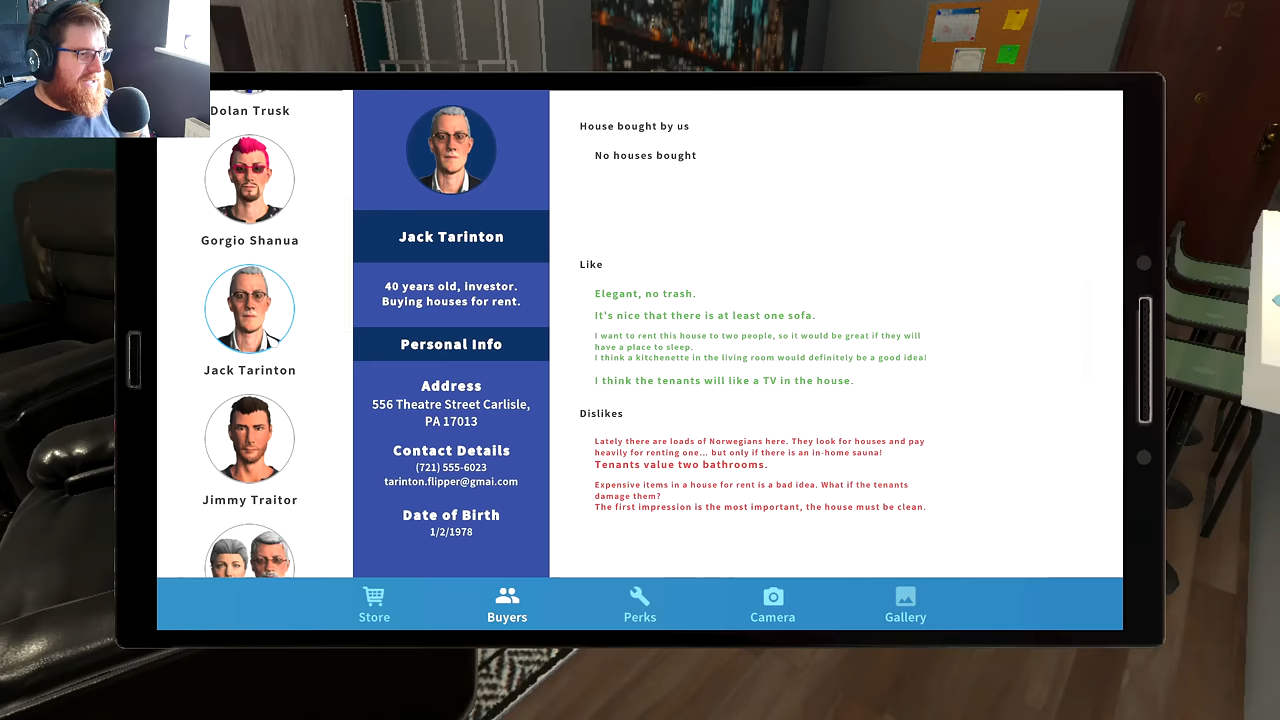 Dolan Trusk
Gorgio Shanua
Jack Tarinton
Jimmy Traitor
Jack Tarinton
40 years old, investor.
Buying houses for rent.
Personal Info
Address
556 Theatre Street Carlisle,
PA 17013
Contact Details
(721) 555-6023
tarinton.flipper@gmai.com
Date of Birth
1/2/1978
House bought by us
No houses bought
Like
Elegant, no trash.
It's nice that there is at least one sofa.
I want to rent this house to two people, so it would be great if they will
have a place to sleep.
I think a kitchenette in the living room would definitely be a good idea!
I think the tenants will like a TV in the house.
Dislikes
Lately there are loads of Norwegians here. They look for houses and pay
heavily for renting one... but only if there is an in-home sauna!
Tenants value two bathrooms.
Expensive items in a house for rent is a bad idea. What if the tenants
damage them?
The first impression is the most important, the house must be clean.
Store
Buyers
Perks
Camera
Gallery